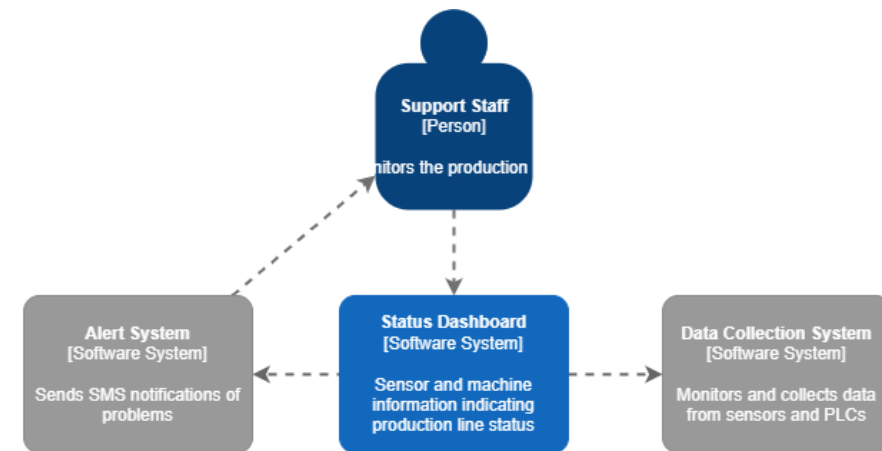 Support Staff
[Person]
nitors the production
Alert System
[Software System]
Sends SMS notifications of
problems
Status Dashboard
[Software System]
Sensor and machine
information indicating
production line status
Data Collection System
[Software System]
Monitors and collects data
from sensors and PLCs